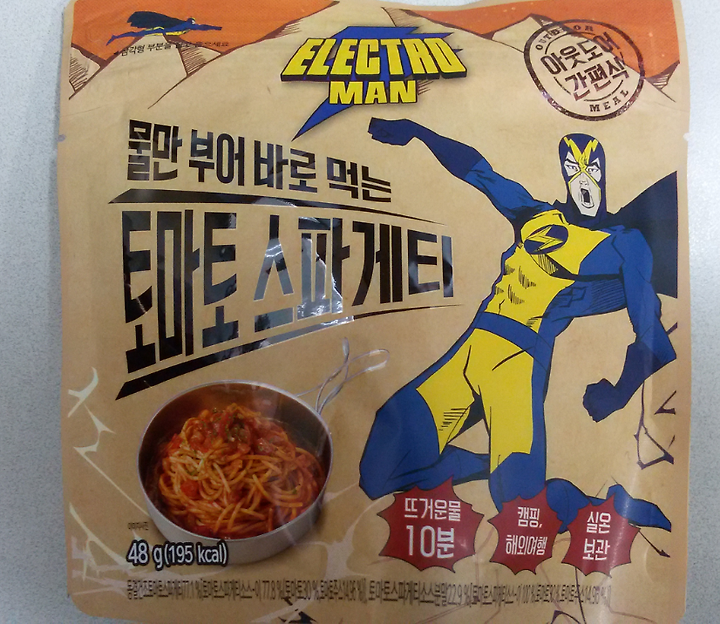 ELECTRO
MAN
OUTDOOR
아웃도어
간편식
MEAL
물만 부어 바로 먹는
토마토 스파게티
뜨거운물
10분
캠핑,
해외여행
실온
보관
48 g (195 kcal)